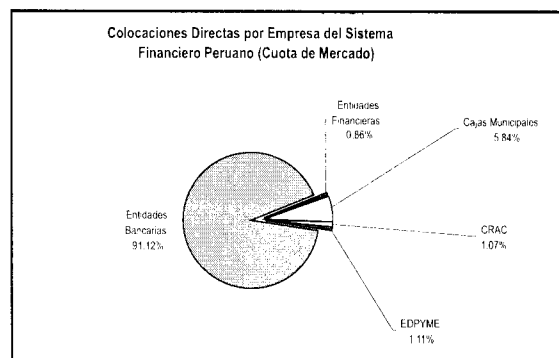 Colocaciones Directas por Empresa del Sistema
Financiero Peruano (Cuota de Mercado)
Entidades
Financieras
0.86%
Cajas Municipales
5.84%
Entidades
Bancarias
91.12%
CRAC
1.07%
EDPYME
1.11%